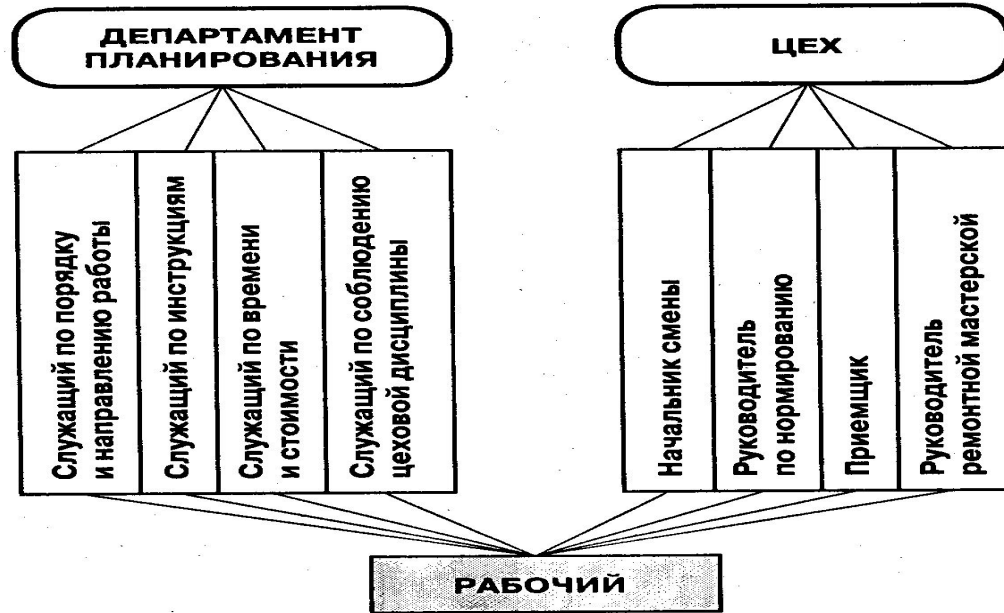 ДЕПАРТАМЕНТ
ПЛАНИРОВАНИЯ
ЦЕХ
Служащий по порядку
и направлению работы
Служащий по инструкциям
Служащий по времени
и стоимости
Служащий по соблюдению
цеховой дисциплины
Начальник смены
Руководитель
по нормированию
Приемщик
Руководитель
ремонтной мастерской
РАБОЧИЙ